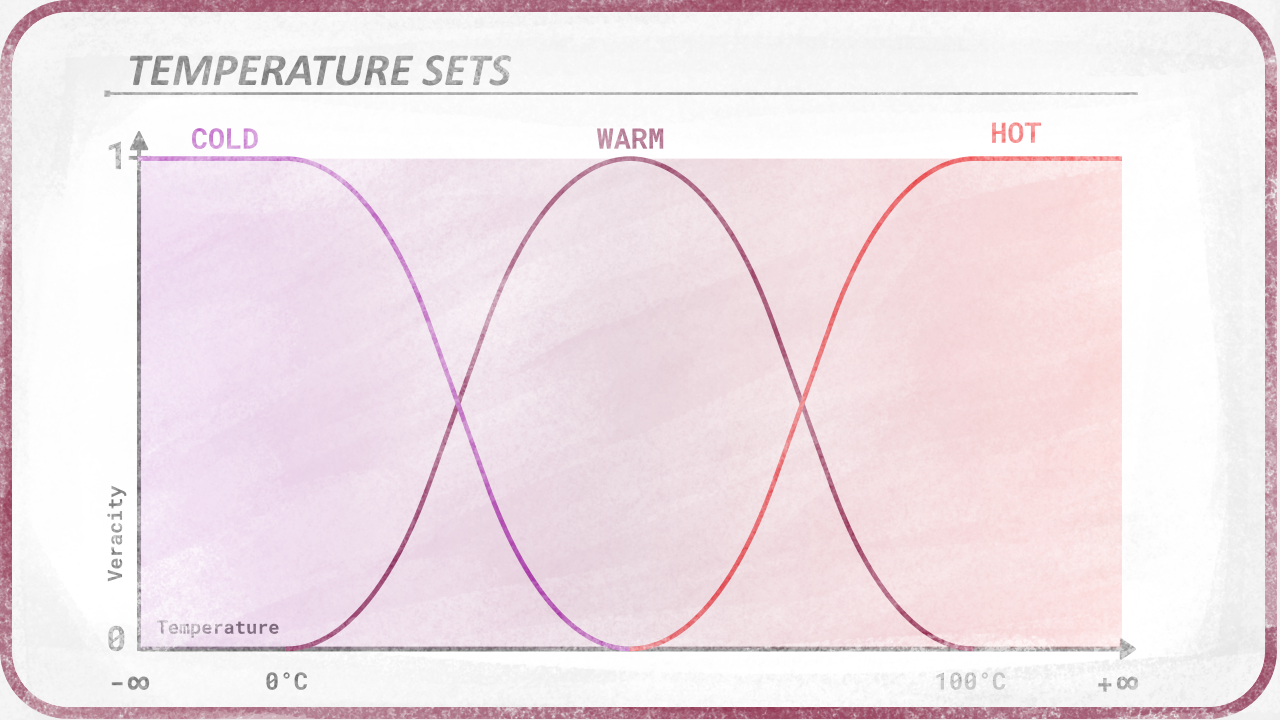 TEMPERATURE SETS
COLD
WARM
HOT
1
Veracity
Temperature
0
-∞
0°C
100°C
+∞